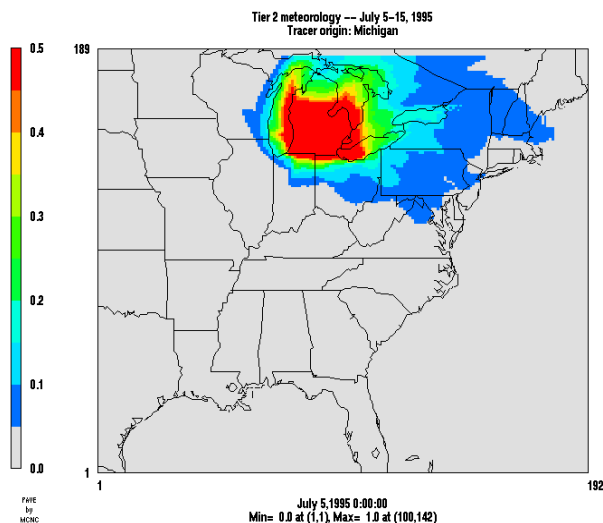 Tier 2 meteorology -- July 5-15, 1995
Tracer origin: Michigan
0.5
189
0.4
0.3
0.2
0.1
0.0
1
1
192
PAVE
by
MCNC
July 5,1995 0:00:00
Min= 0.0 at (1,1), Max= 1.0 at (100,142)